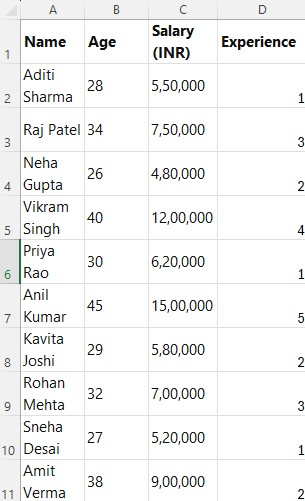 A B C D
1 Name Age Salary (INR) Experience
2 Aditi Sharma 28 5,50,000 1
3 Raj Patel 34 7,50,000 3
4 Neha Gupta 26 4,80,000 2
5 Vikram Singh 40 12,00,000 4
6 Priya Rao 30 6,20,000 1
7 Anil Kumar 45 15,00,000 5
8 Kavita Joshi 29 5,80,000 2
9 Rohan Mehta 32 7,00,000 3
10 Sneha Desai 27 5,20,000 1
11 Amit Verma 38 9,00,000 2